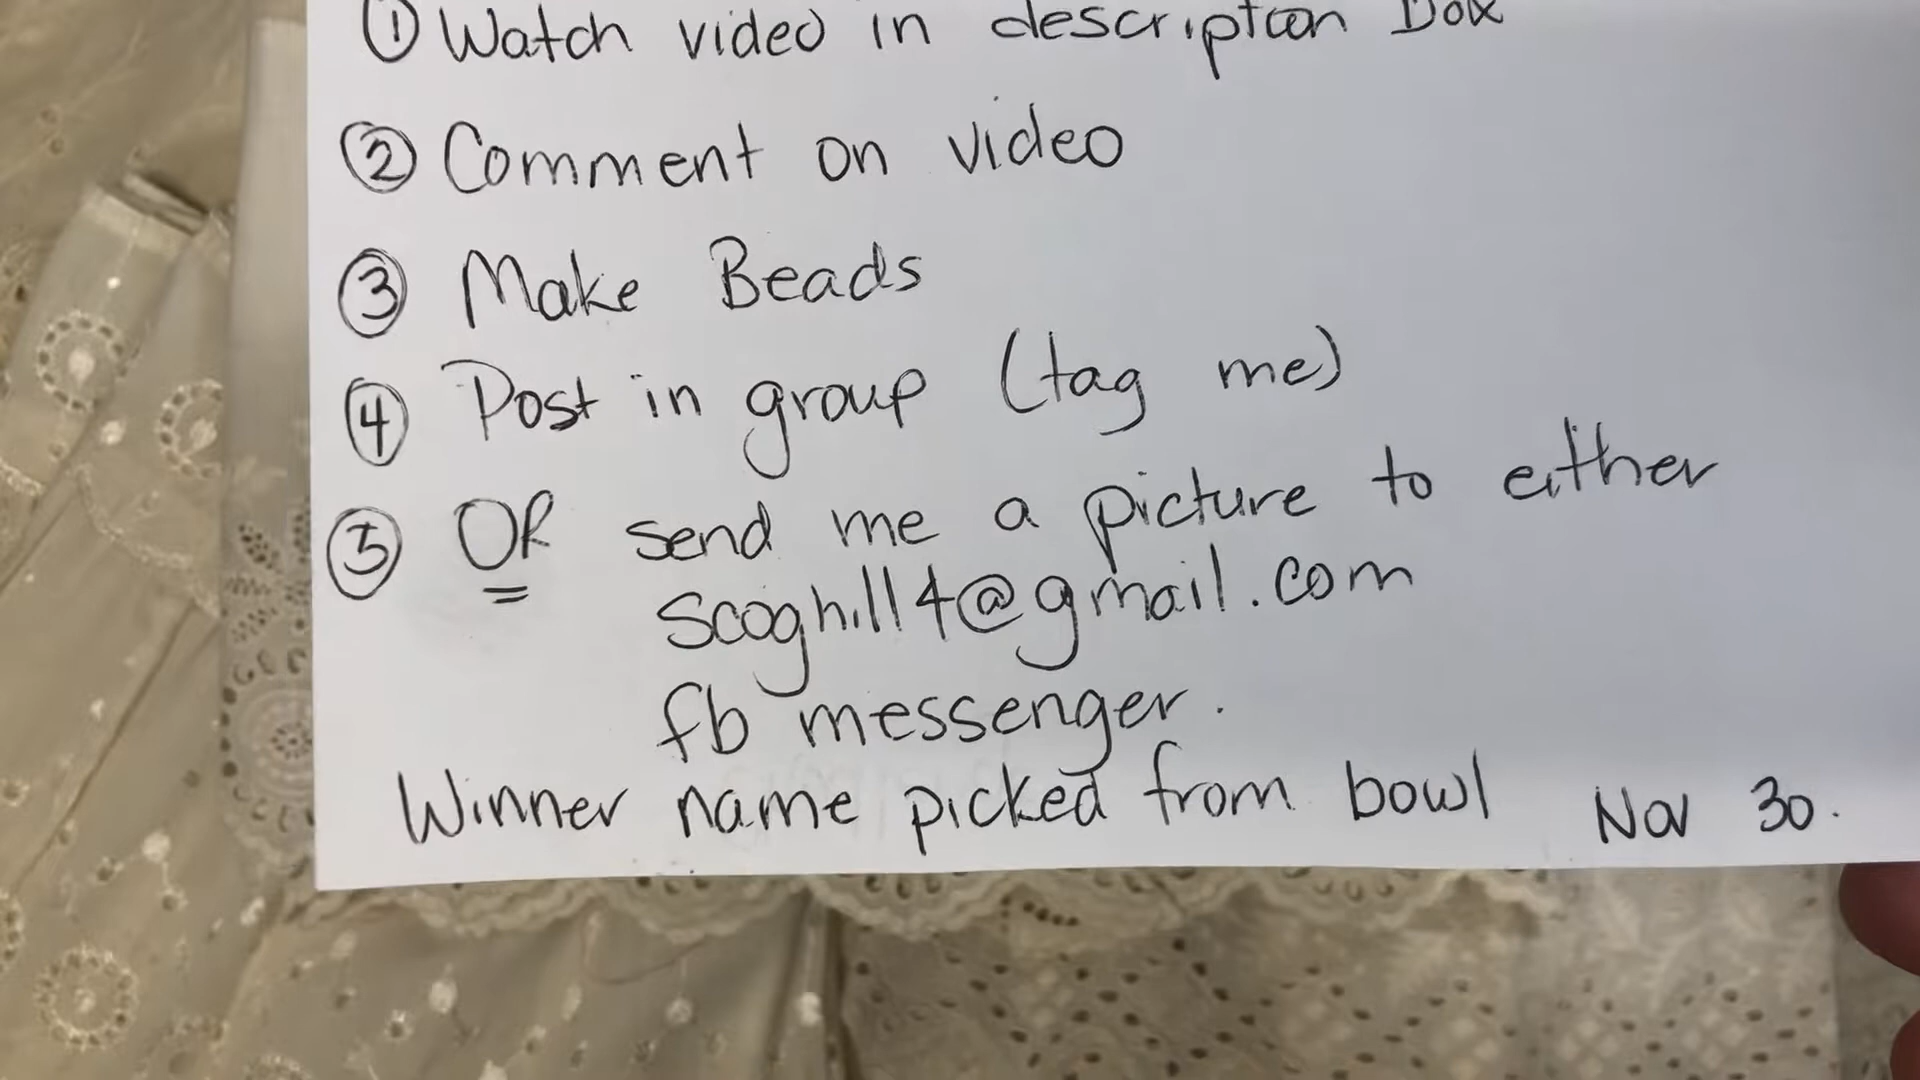 ① Watch video in description Box
② Comment on video
③ Make Beads
④ Post in group (tag me)
⑤ OR send me a picture to either
scoghill4@gmail.com
fb messenger.
Winner name picked from bowl Nov 30.